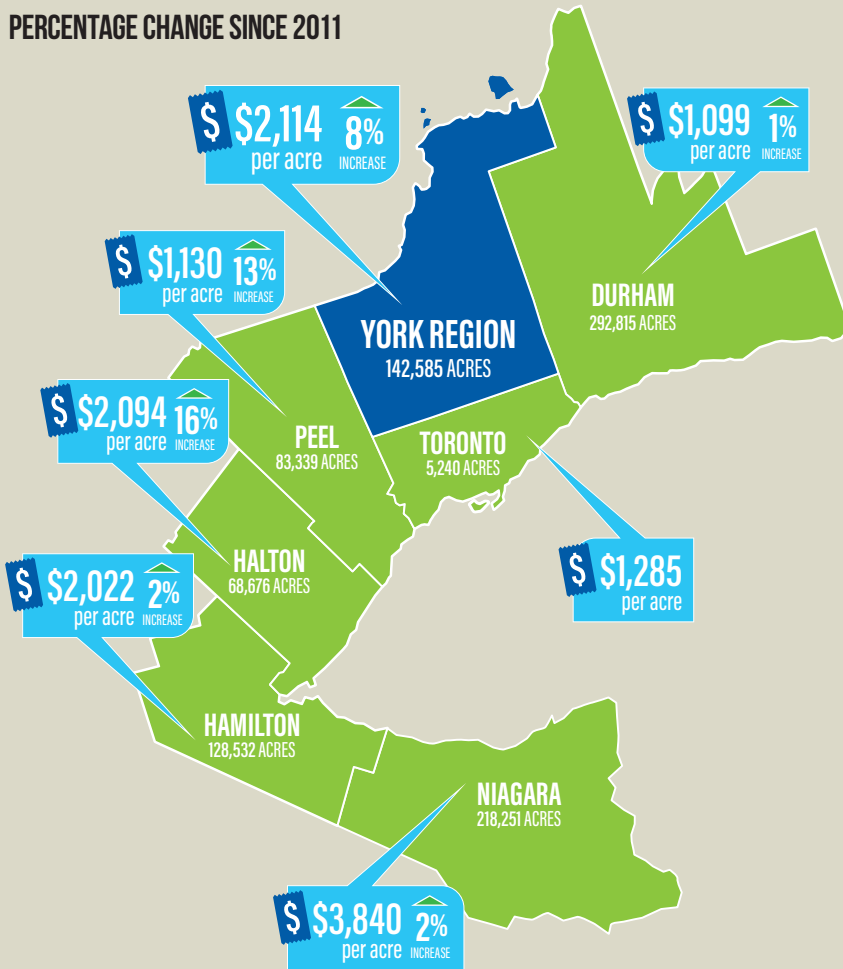 PERCENTAGE CHANGE SINCE 2011
$ $2,114 8%
per acre INCREASE
$ $1,099 1%
per acre INCREASE
$ $1,130 13%
per acre INCREASE
DURHAM
292,815 ACRES
YORK REGION
142,585 ACRES
$ $2,094 16%
per acre INCREASE
PEEL
83,339 ACRES
TORONTO
5,240 ACRES
HALTON
68,676 ACRES
$ $1,285
per acre
$ $2,022 2%
per acre INCREASE
HAMILTON
128,532 ACRES
NIAGARA
218,251 ACRES
$ $3,840 2%
per acre INCREASE